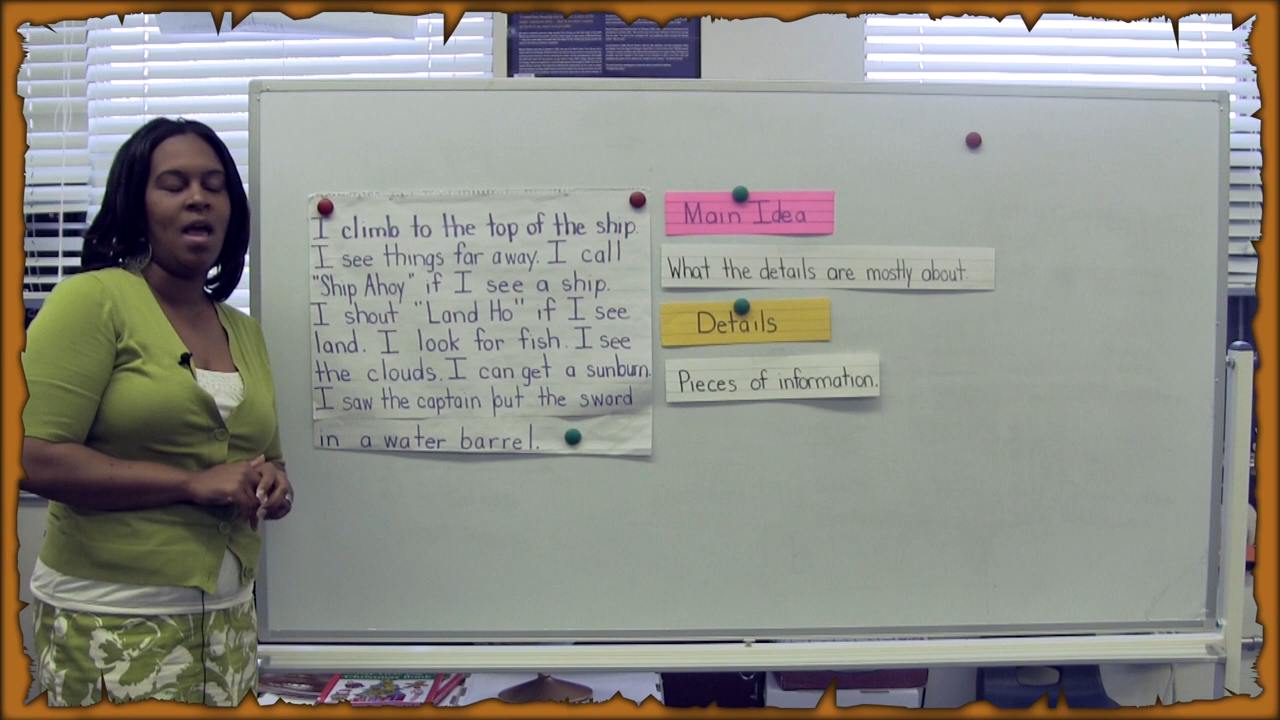 I climb to the top of the ship.
I see things far away. I call
"Ship Ahoy" if I see a ship.
I shout "Land Ho" if I see
land. I look for fish. I see
the clouds. I can get a sunburn.
I saw the captain put the sword
in a water barrel.
Main Idea
What the details are mostly about.
Details
Pieces of information.